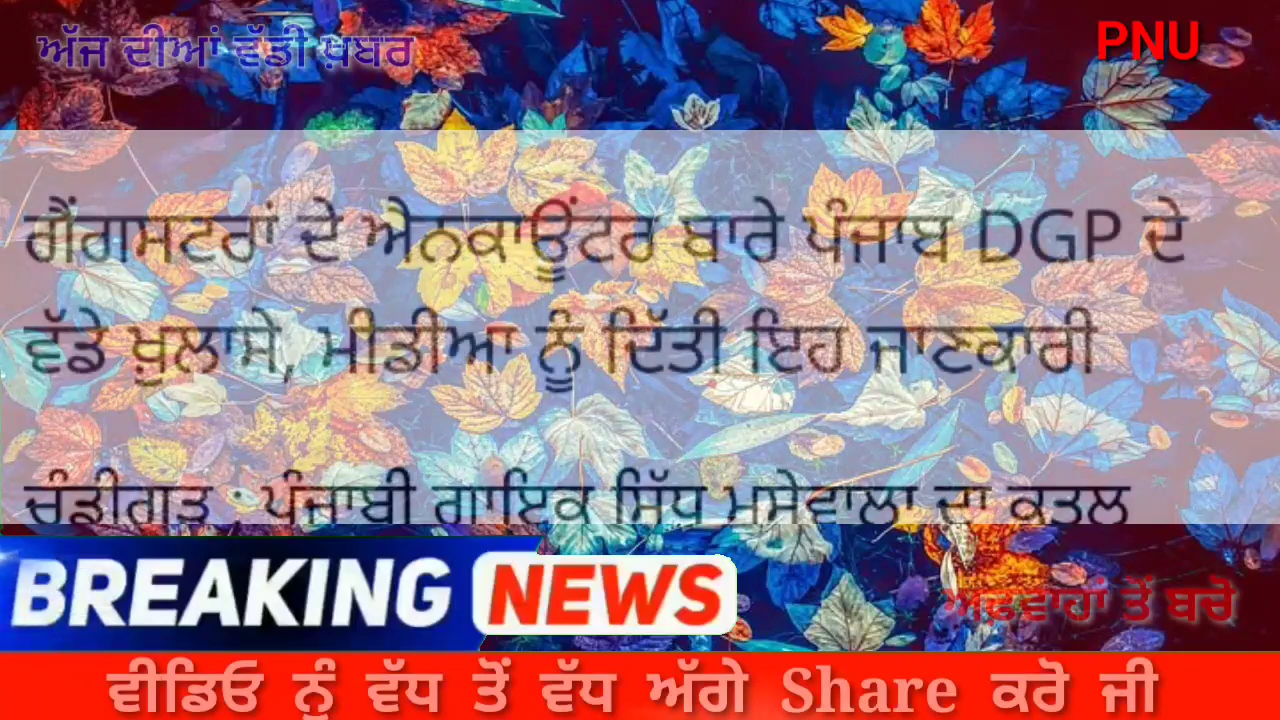 ਅੱਜ ਦੀਆਂ ਵੱਡੀ ਖ਼ਬਰ
PNU
ਗੈਂਗਸਟਰਾਂ ਦੇ ਐਨਕਾਊਂਟਰ ਬਾਰੇ ਪੰਜਾਬ DGP ਦੇ
ਵੱਡੇ ਖ਼ੁਲਾਸੇ, ਮੀਡੀਆ ਨੂੰ ਦਿੱਤੀ ਇਹ ਜਾਣਕਾਰੀ
ਚੰਡੀਗੜ੍ਹ : ਪੰਜਾਬੀ ਗਾਇਕ ਸਿੱਧੂ ਮੂਸੇਵਾਲਾ ਦਾ ਕਤਲ
BREAKING NEWS
ਅਫਵਾਹਾਂ ਤੋਂ ਬਚੋ
ਵੀਡਿਓ ਨੂੰ ਵੱਧ ਤੋਂ ਵੱਧ ਅੱਗੇ Share ਕਰੋ ਜੀ